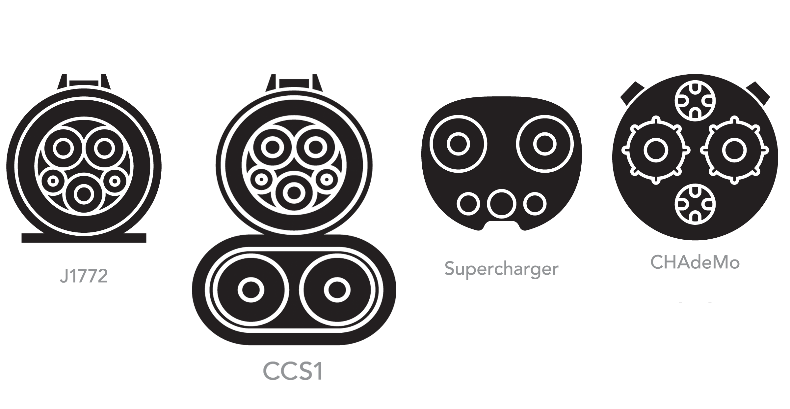 J1772
CCS1
Supercharger
CHAdeMo